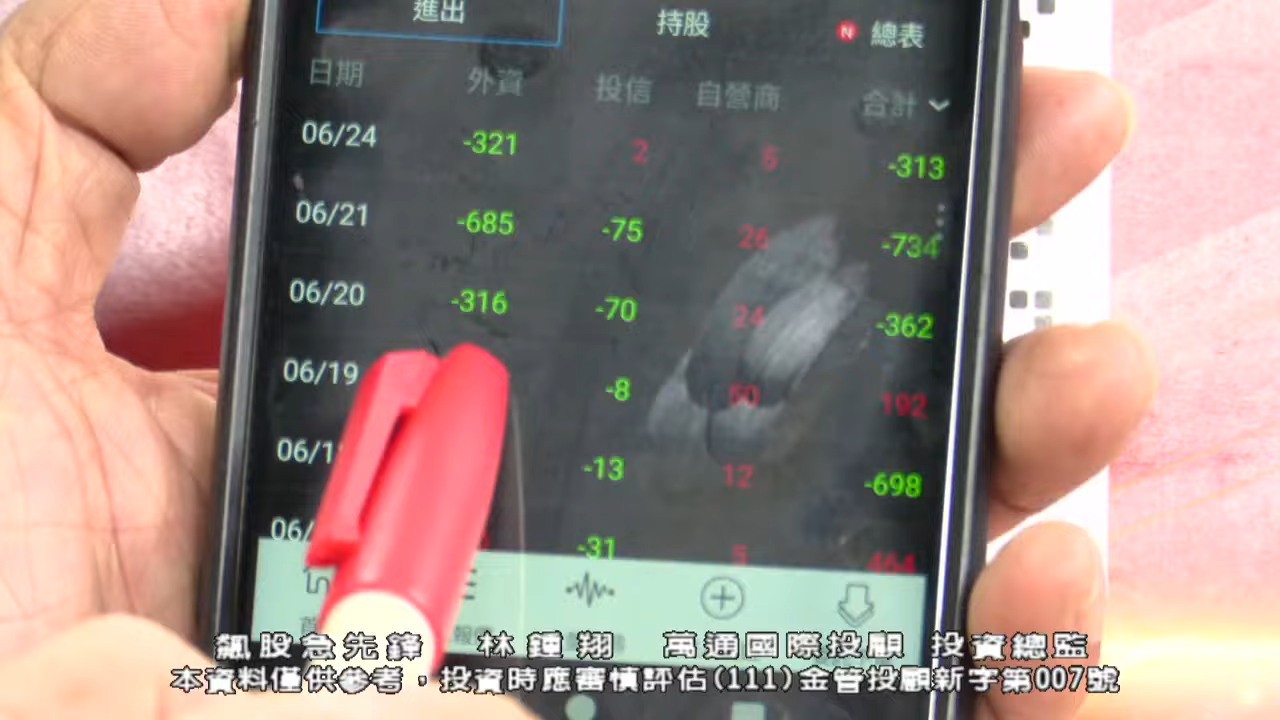 進出 持股 N 總表
日期 外資 投信 自營商 合計
06/24 -321 2 5 -313
06/21 -685 -75 26 -734
06/20 -316 -70 24 -362
06/19 -8 50 192
06/1 -13 12 -698
06/ -31 5 464
飆股急先鋒 林鍾翔 萬通國際投顧 投資總監
本資料僅供參考，投資時應審慎評估(111)金管投顧新字第007號